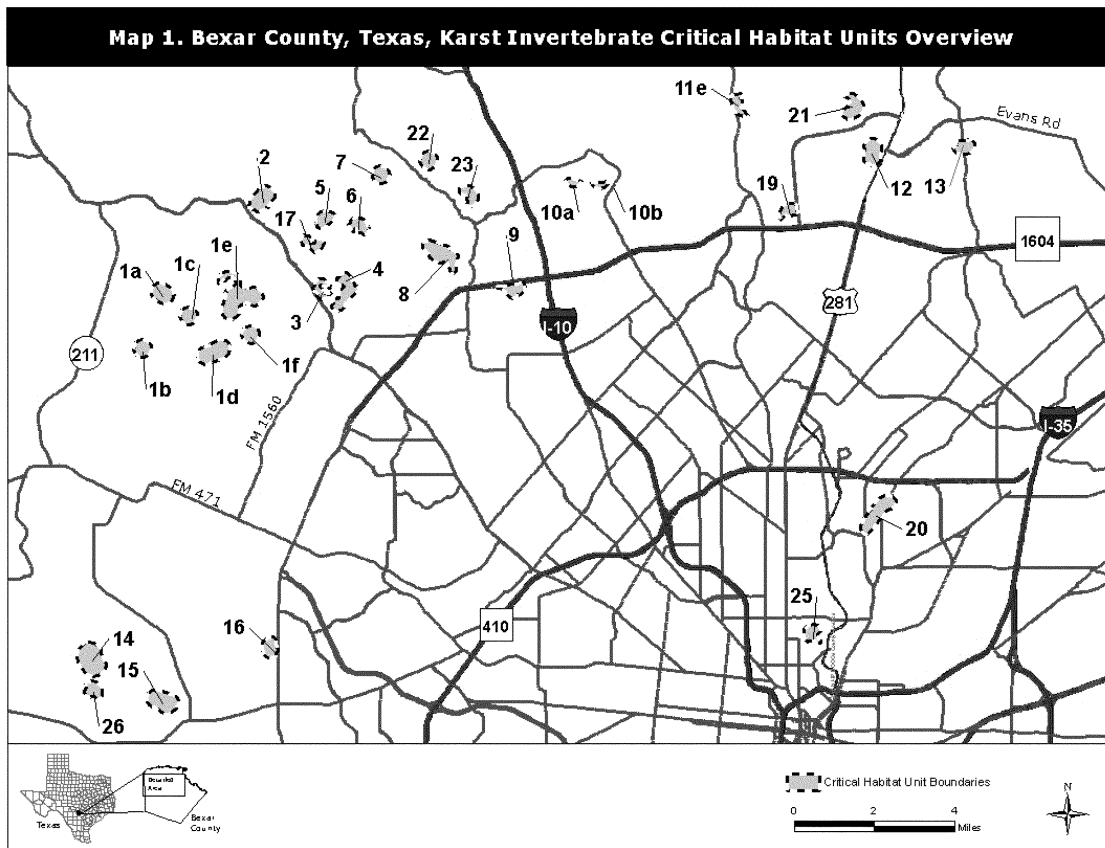 Map 1. Bexar County, Texas, Karst Invertebrate Critical Habitat Units Overview
11e
21
Evans Rd
22
2
7
23
5
6
12
13
10a
10b
19
17
9
1604
1e
1a
1c
4
8
3
281
I-10
211
1f
1b
1d
FM 1560
I-35
FM 471
20
25
16
410
14
15
26
Critical Habitat Unit Boundaries
Detailed
Area
Bexar
County
Texas
0 2 4
Miles
N